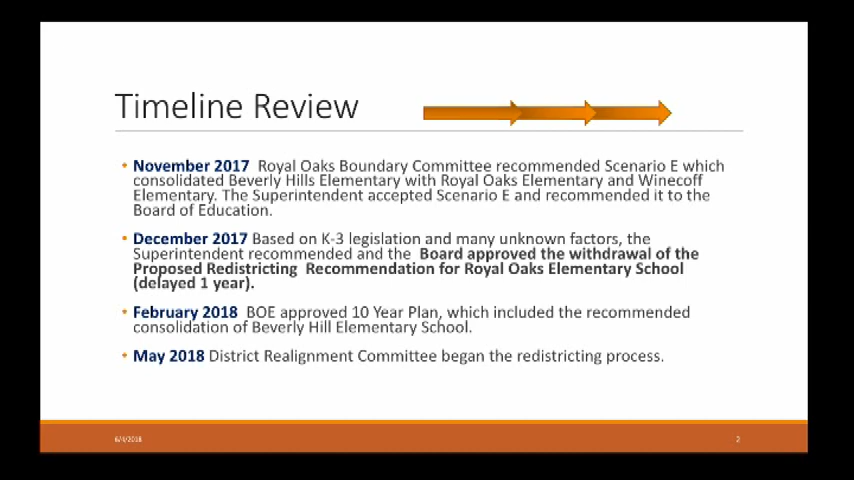 Timeline Review
• November 2017 Royal Oaks Boundary Committee recommended Scenario E which
consolidated Beverly Hills Elementary with Royal Oaks Elementary and Winecoff
Elementary. The Superintendent accepted Scenario E and recommended it to the
Board of Education.
• December 2017 Based on K-3 legislation and many unknown factors, the
Superintendent recommended and the Board approved the withdrawal of the
Proposed Redistricting Recommendation for Royal Oaks Elementary School
(delayed 1 year).
• February 2018 BOE approved 10 Year Plan, which included the recommended
consolidation of Beverly Hill Elementary School.
• May 2018 District Realignment Committee began the redistricting process.
2